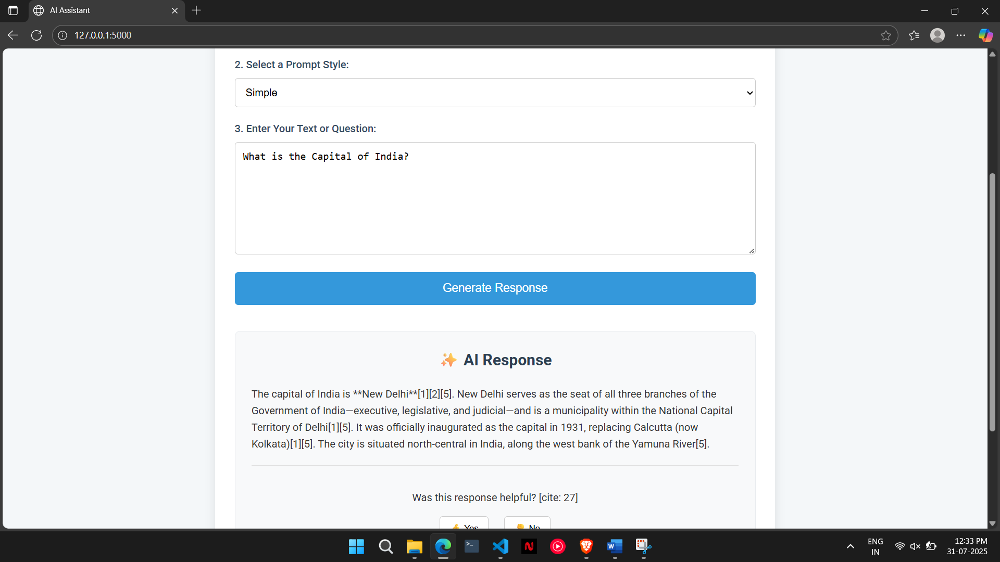 AI Assistant
127.0.0.1:5000
2. Select a Prompt Style:
Simple
3. Enter Your Text or Question:
What is the Capital of India?
Generate Response
✨ AI Response
The capital of India is **New Delhi**[1][2][5]. New Delhi serves as the seat of all three branches of the
Government of India—executive, legislative, and judicial—and is a municipality within the National Capital
Territory of Delhi[1][5]. It was officially inaugurated as the capital in 1931, replacing Calcutta (now
Kolkata)[1][5]. The city is situated north-central in India, along the west bank of the Yamuna River[5].
Was this response helpful? [cite: 27]
👍 Yes 👎 No
ENG
IN
12:33 PM
31-07-2025